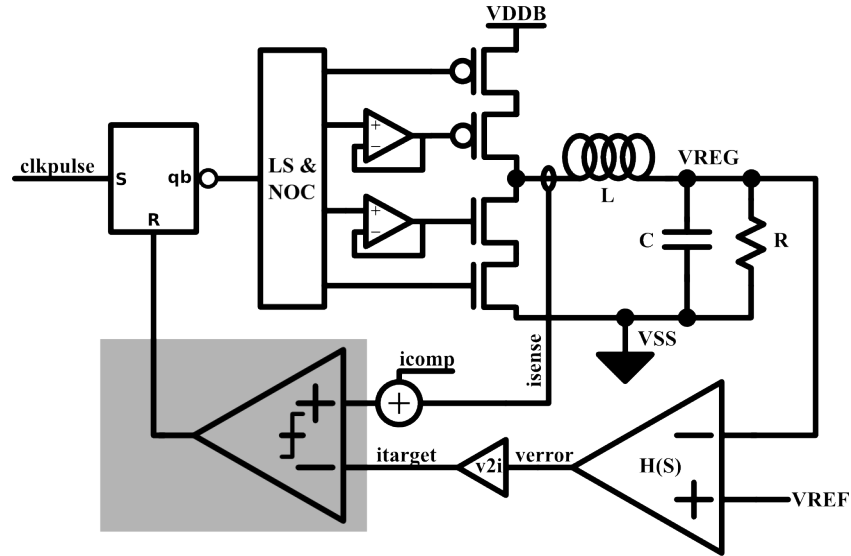 VDDB
clkpulse
S
qb
R
LS &
NOC
+
−
+
−
L
VREG
C
R
VSS
isense
icomp
+
+
−
itarget
v2i
verror
H(S)
−
+
VREF